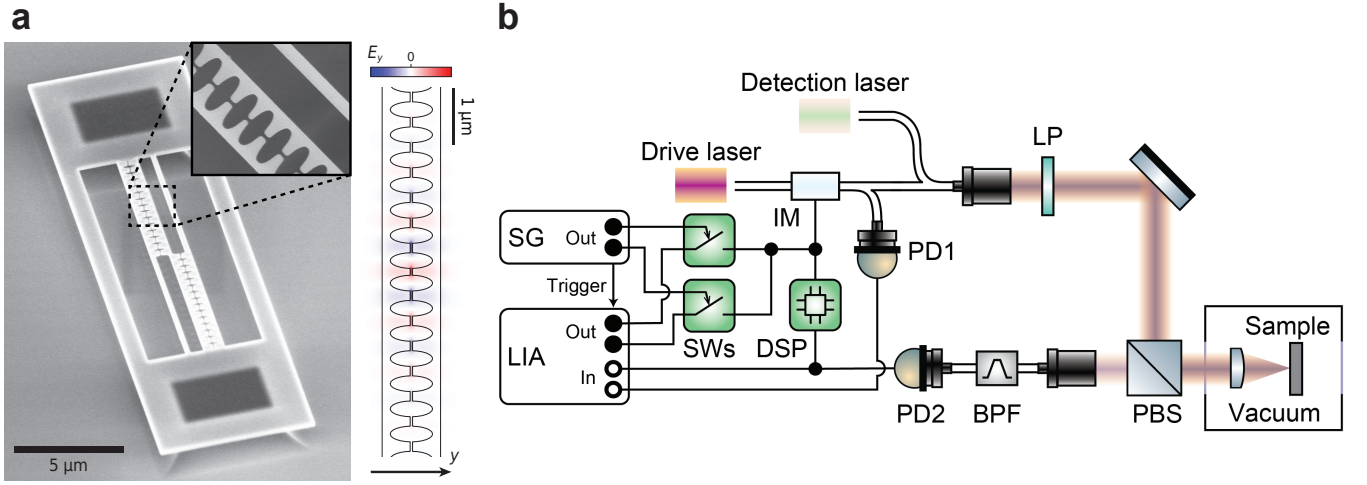 a
b
E_y 0
1 μm
5 μm
y
Detection laser
Drive laser
LP
IM
SG
Out
PD1
Trigger
LIA
Out
In
SWs
DSP
PD2
BPF
PBS
Sample
Vacuum